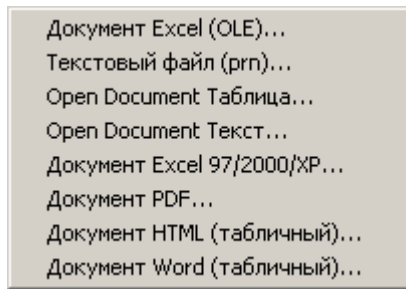 Документ Excel (OLE)...
Текстовый файл (prn)...
Open Document Таблица...
Open Document Текст...
Документ Excel 97/2000/XP...
Документ PDF...
Документ HTML (табличный)...
Документ Word (табличный)...